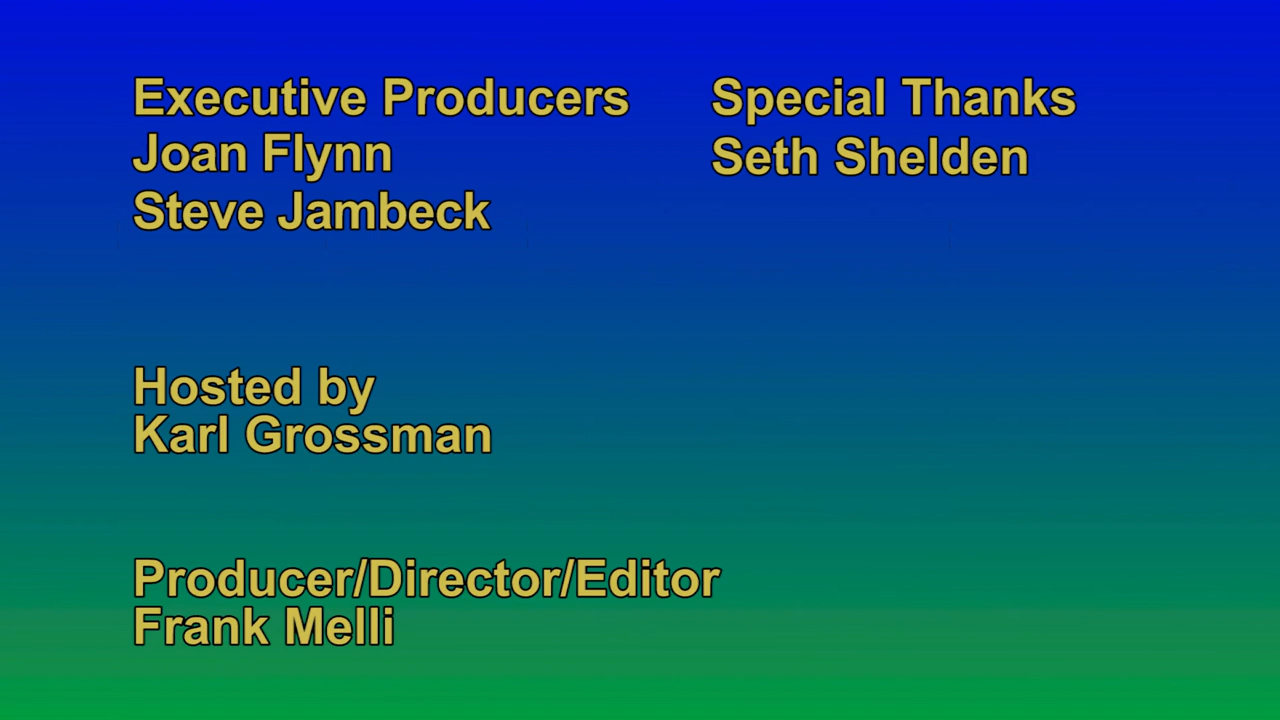 Executive Producers
Joan Flynn
Steve Jambeck
Special Thanks
Seth Shelden
Hosted by
Karl Grossman
Producer/Director/Editor
Frank Melli